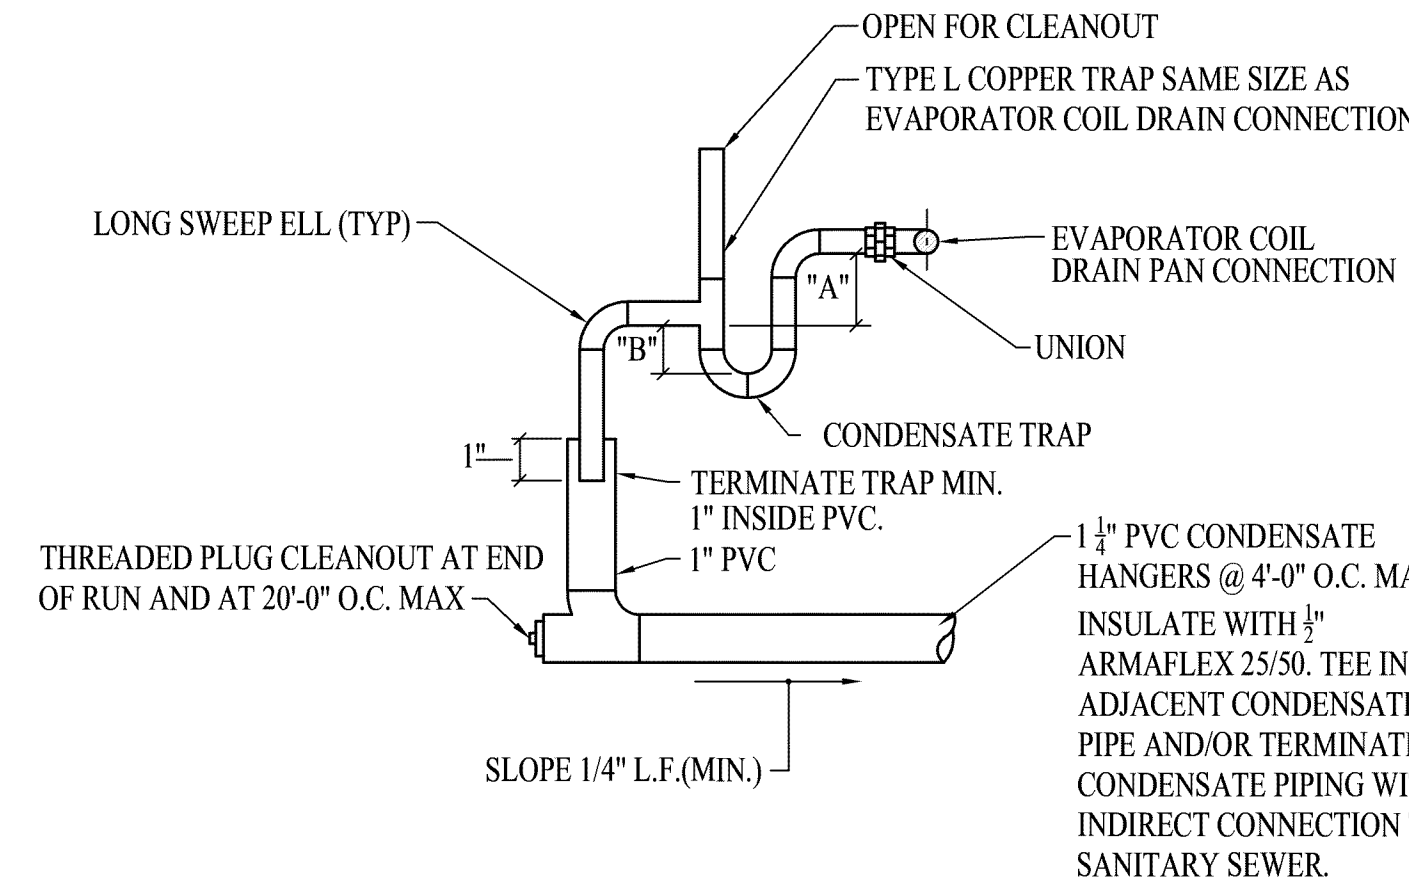 OPEN FOR CLEANOUT
TYPE L COPPER TRAP SAME SIZE AS
EVAPORATOR COIL DRAIN CONNECTION
LONG SWEEP ELL (TYP)
EVAPORATOR COIL
DRAIN PAN CONNECTION
"A"
"B"
UNION
CONDENSATE TRAP
1"
TERMINATE TRAP MIN.
1" INSIDE PVC.
1" PVC
THREADED PLUG CLEANOUT AT END
OF RUN AND AT 20'-0" O.C. MAX
1 1/4" PVC CONDENSATE
HANGERS @ 4'-0" O.C.
INSULATE WITH 1/2"
ARMAFLEX 25/50. TEE
ADJACENT CONDENSATE
PIPE AND/OR TERMINATE
CONDENSATE PIPING
INDIRECT CONNECTION
SANITARY SEWER.
SLOPE 1/4" L.F.(MIN.)